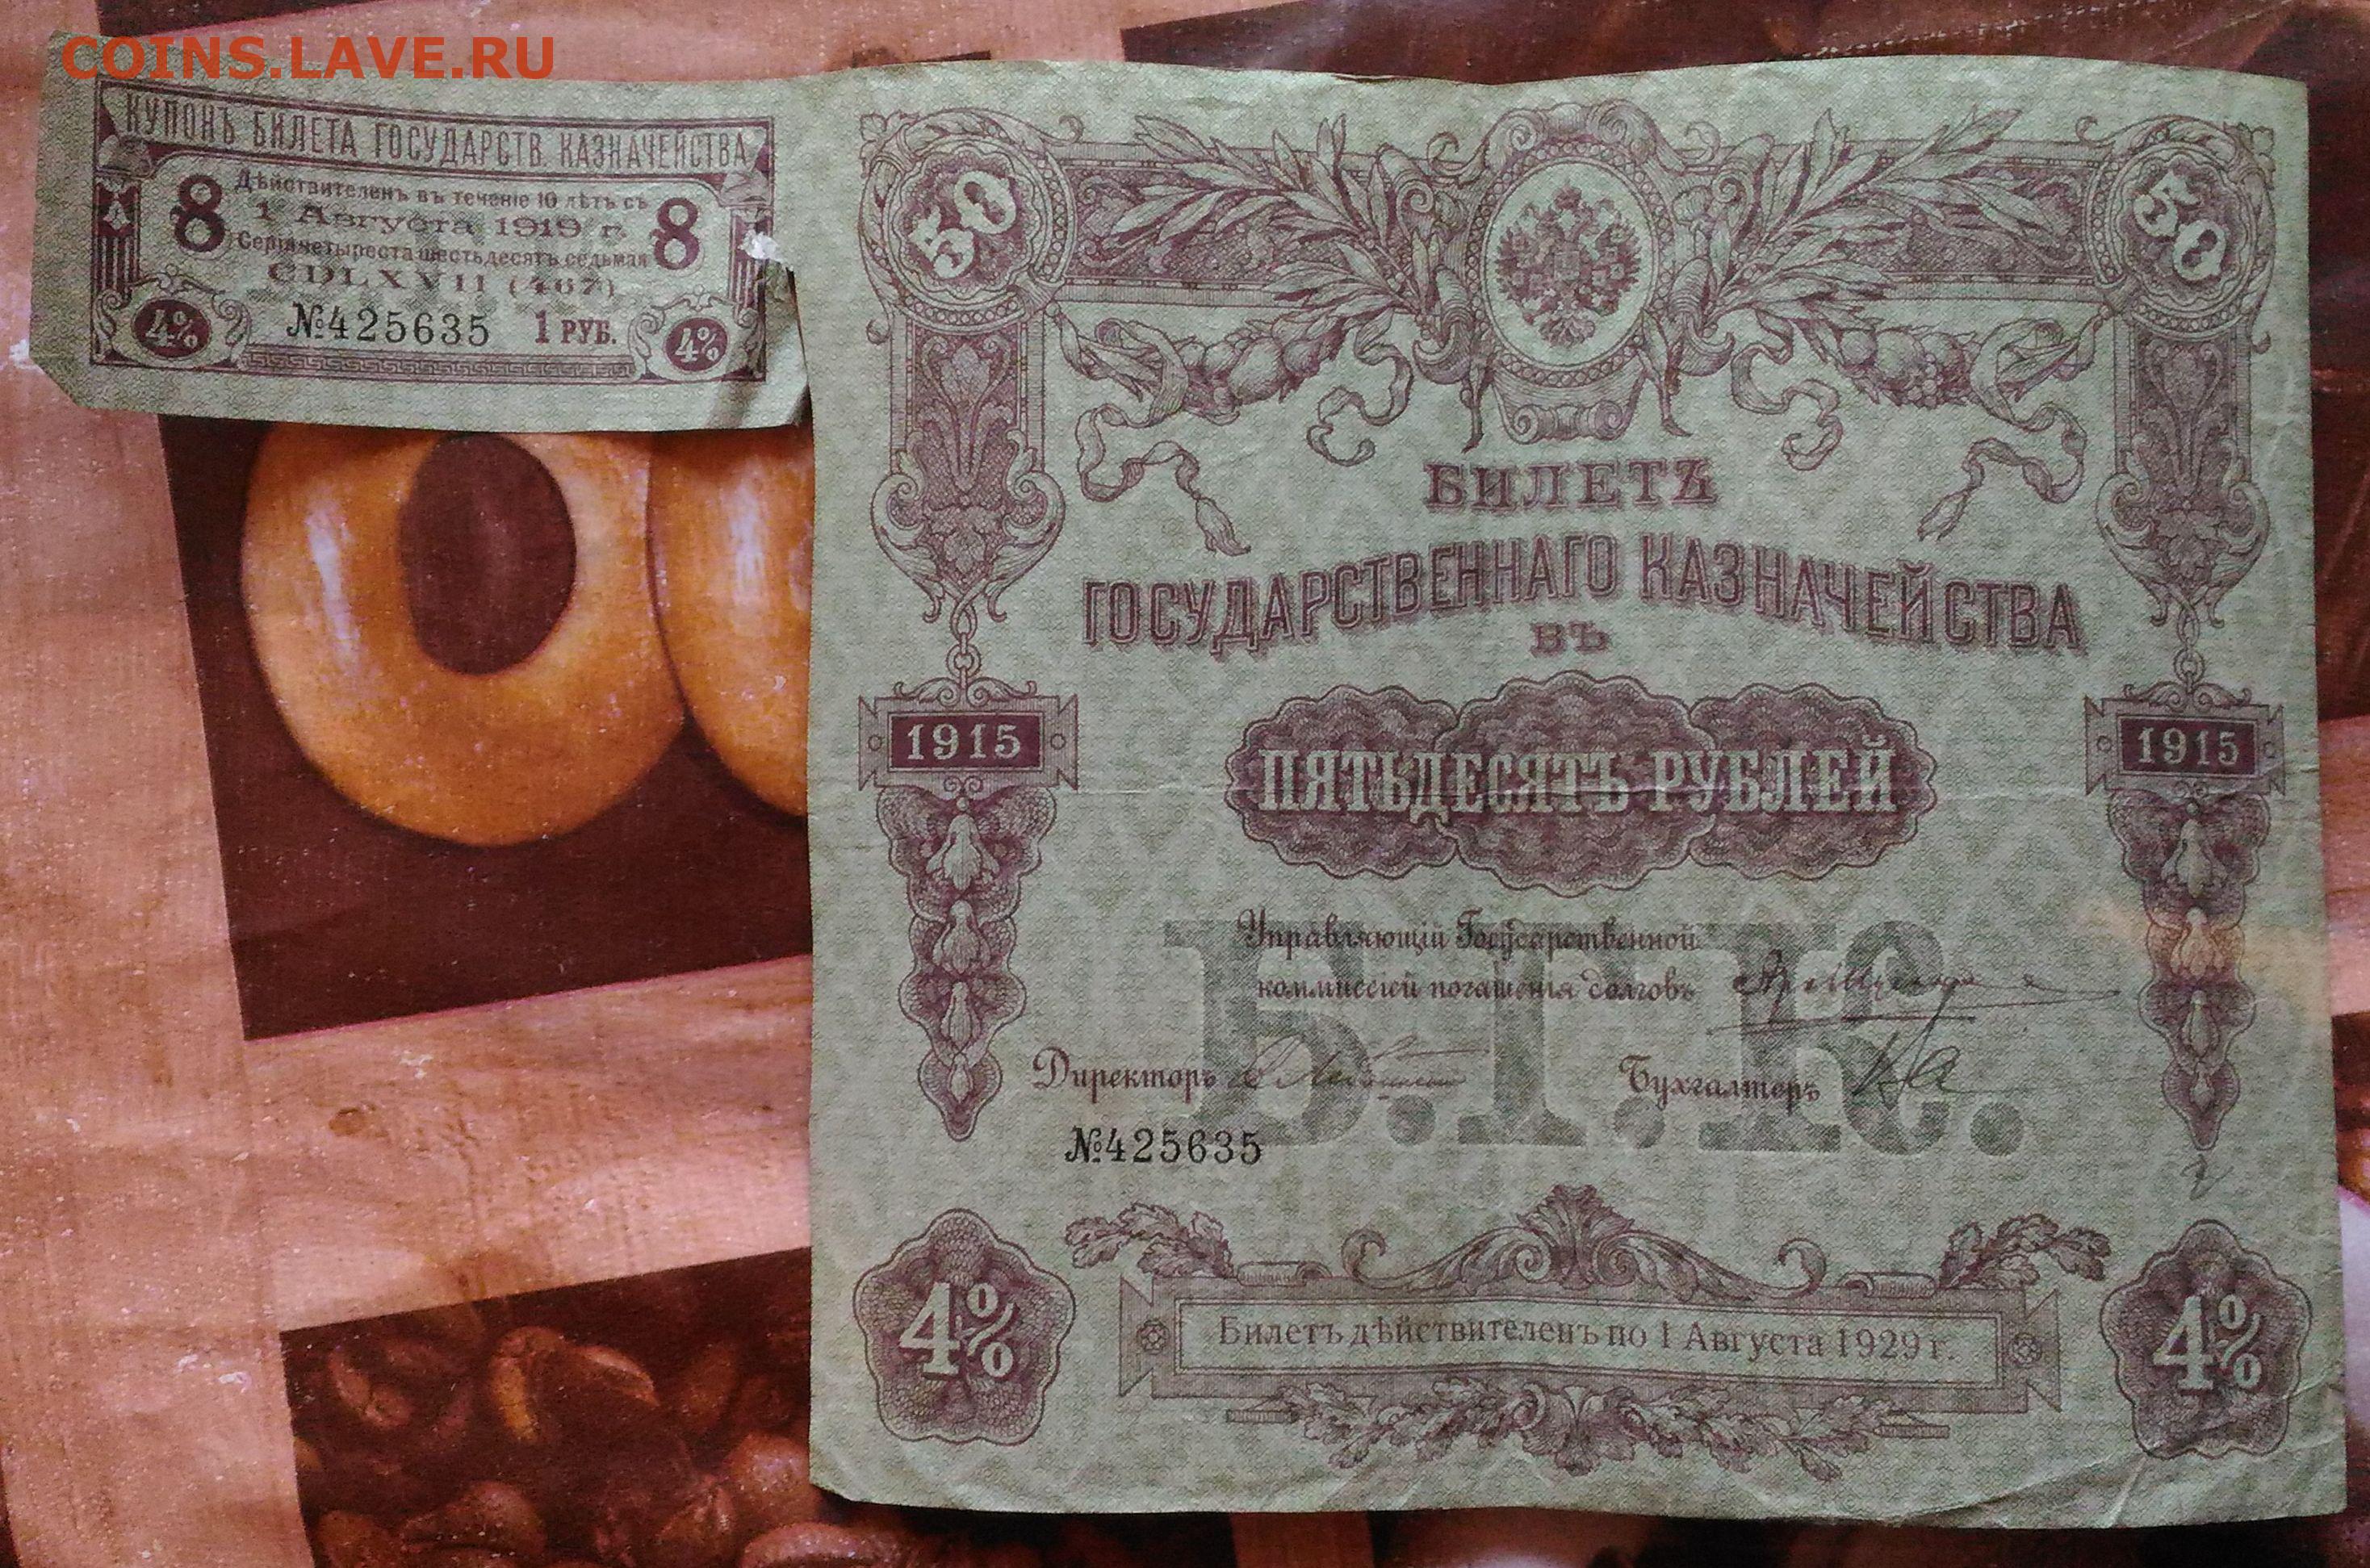 COINS.LAVE.RU
КУПОНЪ БИЛЕТА ГОСУДАРСТВ. КАЗНАЧЕЙСТВА
8 Дѣйствителенъ въ теченіе 10 лѣтъ съ 8
1 Августа 1919 г.
Серія четыреста шестьдесятъ седьмая
CDLXVII (467)
4% №425635 1 РУБ. 4%
50 50
БИЛЕТЪ
ГОСУДАРСТВЕННАГО КАЗНАЧЕЙСТВА
ВЪ
1915 1915
ПЯТЬДЕСЯТЪ РУБЛЕЙ
Управляющій Государственной
коммиссіей погашенія долговъ
Б.Г.К.
Директоръ Бухгалтеръ
№425635
4% 4%
Билетъ дѣйствителенъ по 1 Августа 1929 г.